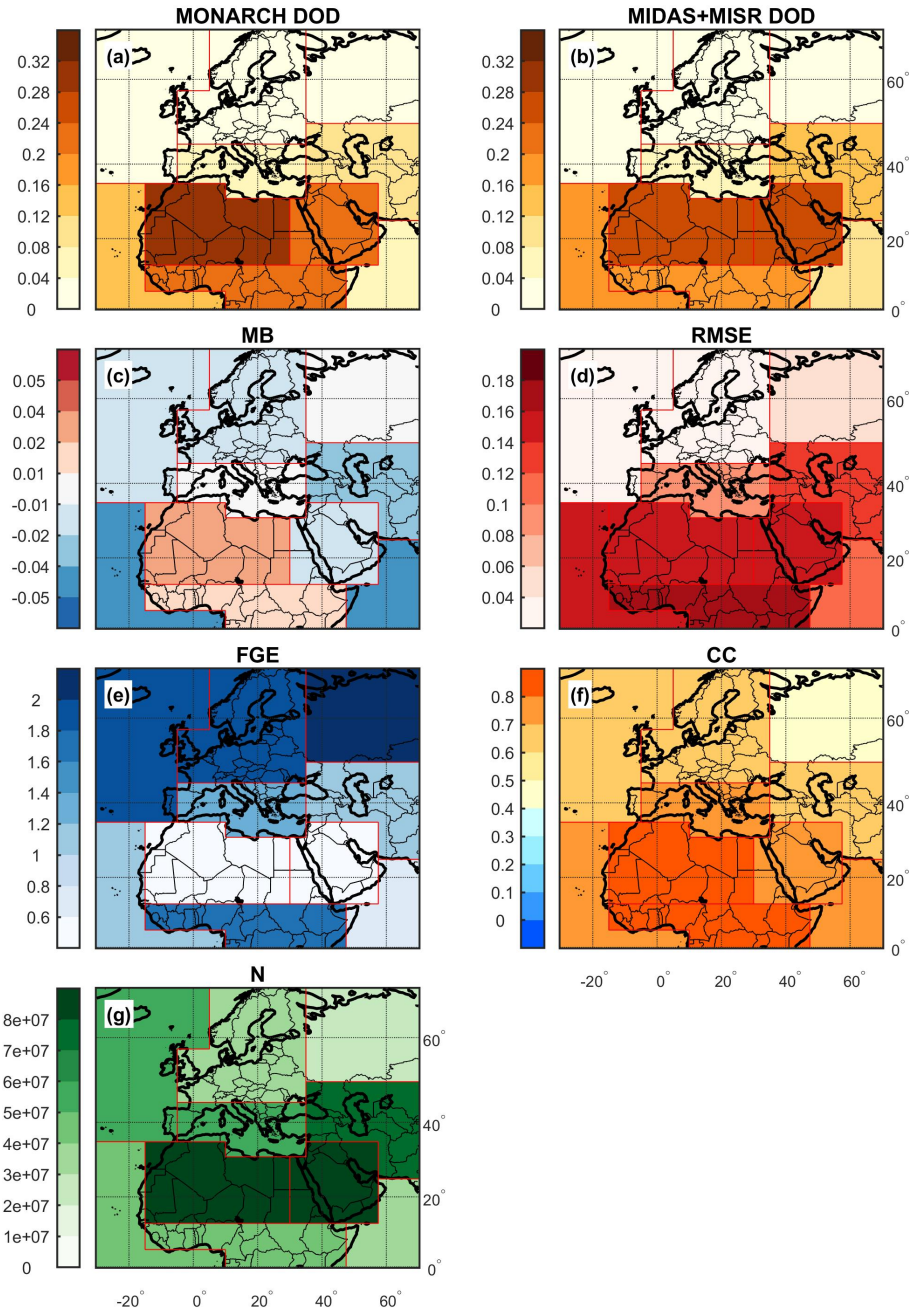 MONARCH DOD
MIDAS+MISR DOD
(a)
0.32
0.28
0.24
0.2
0.16
0.12
0.08
0.04
0
(b)
0.32
0.28
0.24
0.2
0.16
0.12
0.08
0.04
0
60°
40°
20°
0°
MB
RMSE
(c)
0.05
0.04
0.02
0.01
-0.01
-0.02
-0.04
-0.05
(d)
0.18
0.16
0.14
0.12
0.1
0.08
0.06
0.04
60°
40°
20°
0°
FGE
CC
(e)
2
1.8
1.6
1.4
1.2
1
0.8
0.6
(f)
0.8
0.7
0.6
0.5
0.4
0.3
0.2
0.1
0
60°
40°
20°
0°
-20° 0° 20° 40° 60°
N
(g)
8e+07
7e+07
6e+07
5e+07
4e+07
3e+07
2e+07
1e+07
0
60°
40°
20°
0°
-20° 0° 20° 40° 60°